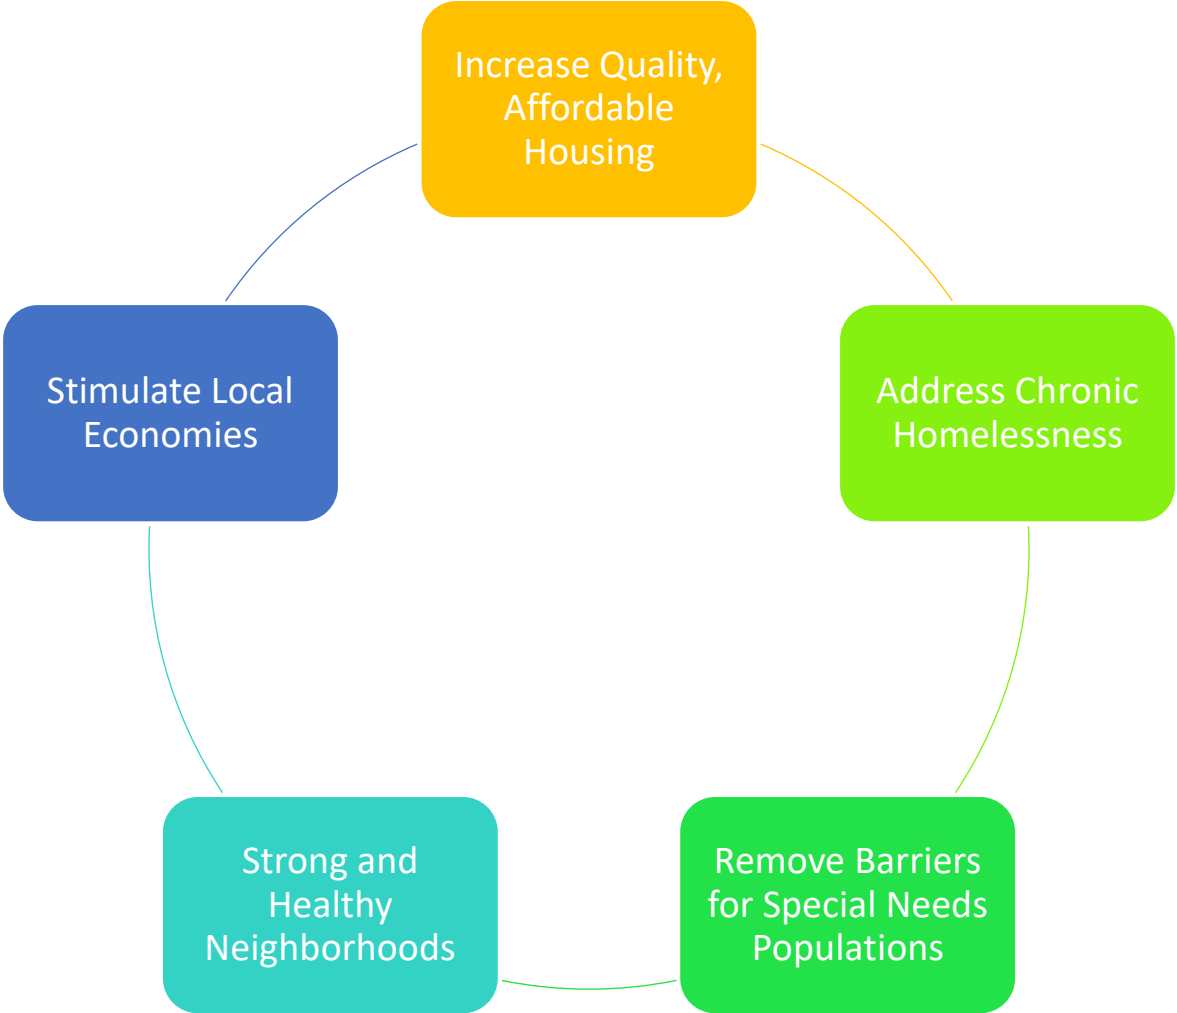 Increase Quality,
Affordable
Housing
Address Chronic
Homelessness
Remove Barriers
for Special Needs
Populations
Strong and
Healthy
Neighborhoods
Stimulate Local
Economies